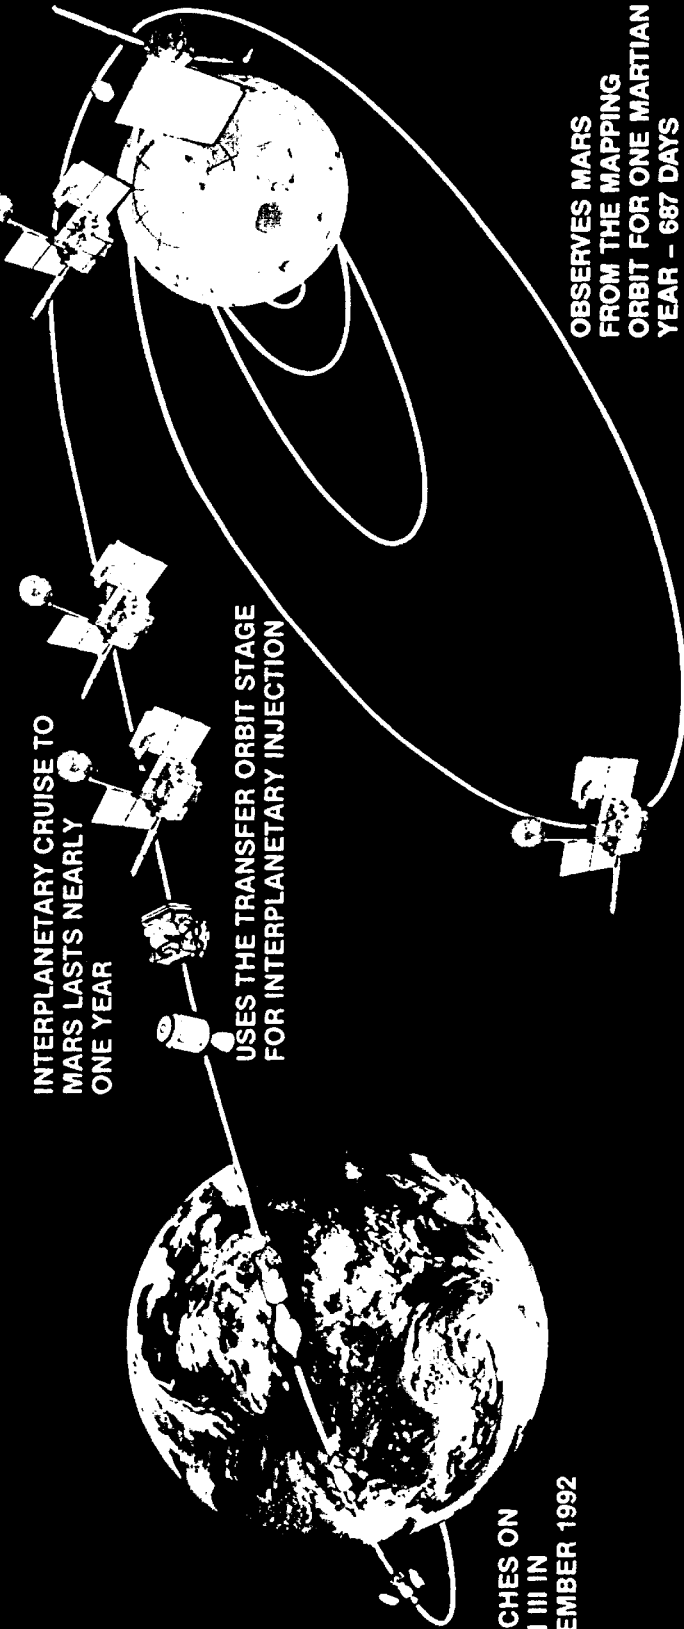 INTERPLANETARY CRUISE TO
MARS LASTS NEARLY
ONE YEAR
USES THE TRANSFER ORBIT STAGE
FOR INTERPLANETARY INJECTION
OBSERVES MARS
FROM THE MAPPING
ORBIT FOR ONE MARTIAN
YEAR – 687 DAYS
CHES ON
III IN
EMBER 1992